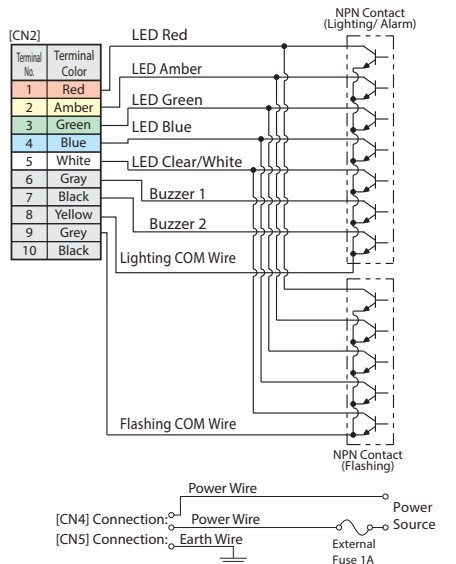 NPN Contact
(Lighting/ Alarm)
[CN2]
LED Red
Terminal No. Terminal Color
LED Amber
1 Red
2 Amber
LED Green
3 Green
LED Blue
4 Blue
5 White
LED Clear/White
6 Gray
Buzzer 1
7 Black
8 Yellow
Buzzer 2
9 Grey
10 Black
Lighting COM Wire
Flashing COM Wire
NPN Contact
(Flashing)
Power Wire
Power
Source
[CN4] Connection:
Power Wire
[CN5] Connection:
Earth Wire
External
Fuse 1A